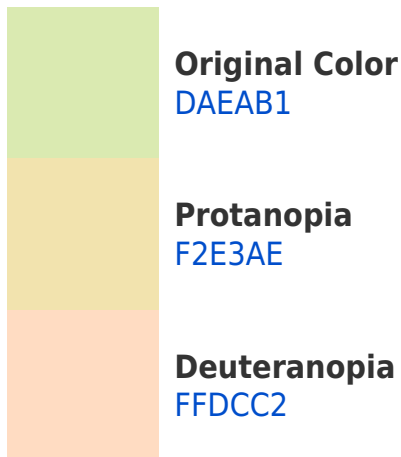 Original Color
DAEAB1
Protanopia
F2E3AE
Deuteranopia
FFDCC2